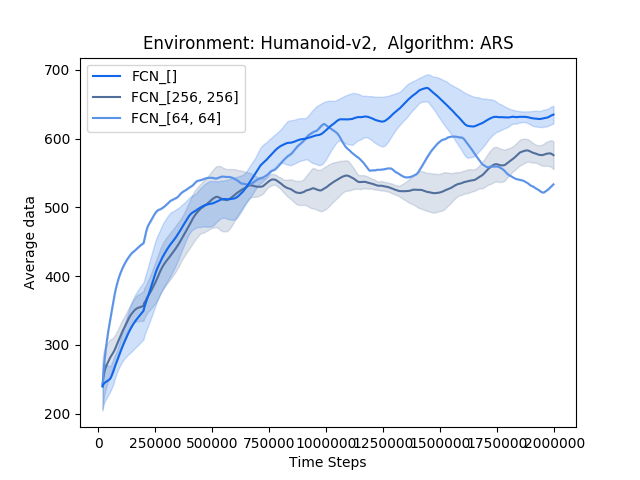 Environment: Humanoid-v2,  Algorithm: ARS
FCN_[]
FCN_[256, 256]
FCN_[64, 64]
Average data
700
600
500
400
300
200
0 250000 500000 750000 1000000 1250000 1500000 1750000 2000000
Time Steps